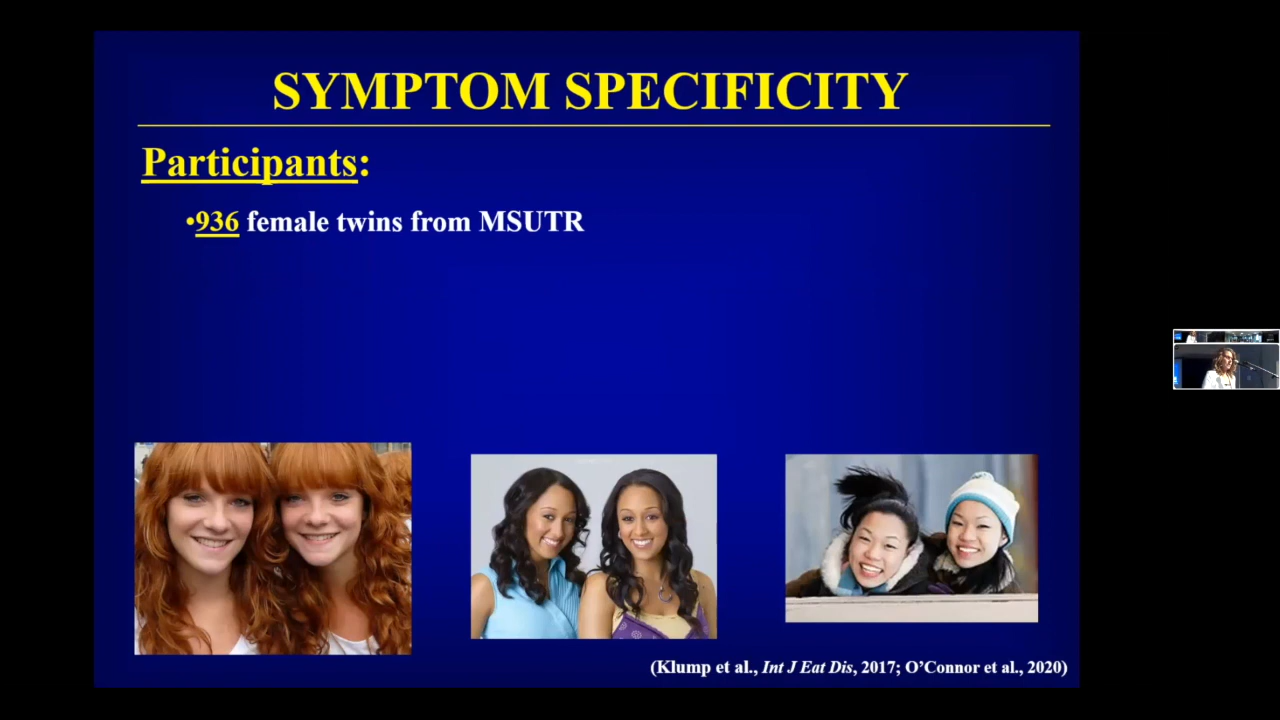 SYMPTOM SPECIFICITY
Participants:
•936 female twins from MSUTR
(Klump et al., Int J Eat Dis, 2017; O’Connor et al., 2020)